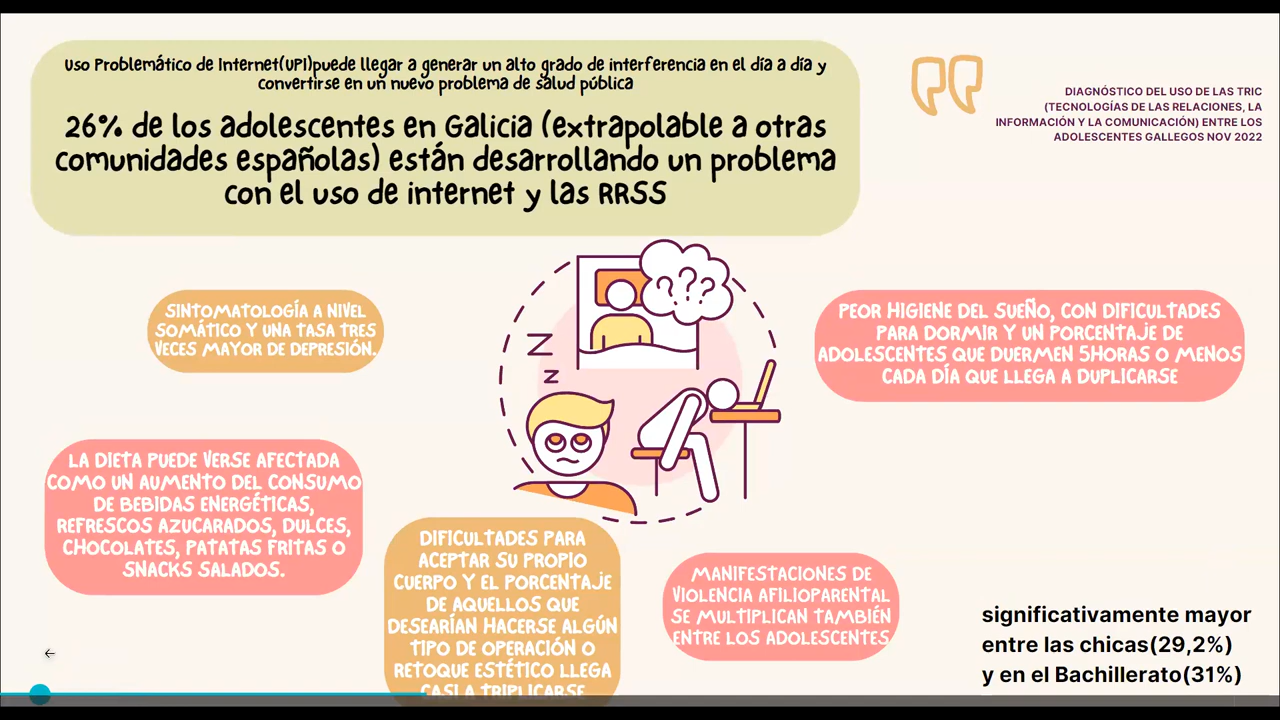 Uso Problemático de Internet(UPI)puede llegar a generar un alto grado de interferencia en el día a día y
convertirse en un nuevo problema de salud pública
26% de los adolescentes en Galicia (extrapolable a otras
comunidades españolas) están desarrollando un problema
con el uso de internet y las RRSS
DIAGNÓSTICO DEL USO DE LAS TRIC
(TECNOLOGÍAS DE LAS RELACIONES, LA
INFORMACIÓN Y LA COMUNICACIÓN) ENTRE LOS
ADOLESCENTES GALLEGOS NOV 2022
SINTOMATOLOGÍA A NIVEL
SOMÁTICO Y UNA TASA TRES
VECES MAYOR DE DEPRESIÓN.
? ? ?
Z
Z
PEOR HIGIENE DEL SUEÑO, CON DIFICULTADES
PARA DORMIR Y UN PORCENTAJE DE
ADOLESCENTES QUE DUERMEN 5HORAS O MENOS
CADA DÍA QUE LLEGA A DUPLICARSE
LA DIETA PUEDE VERSE AFECTADA
COMO UN AUMENTO DEL CONSUMO
DE BEBIDAS ENERGÉTICAS,
REFRESCOS AZUCARADOS, DULCES,
CHOCOLATES, PATATAS FRITAS O
SNACKS SALADOS.
DIFICULTADES PARA
ACEPTAR SU PROPIO
CUERPO Y EL PORCENTAJE
DE AQUELLOS QUE
DESEARÍAN HACERSE ALGÚN
TIPO DE OPERACIÓN O
RETOQUE ESTÉTICO LLEGA
CASI A TRIPLICARSE
MANIFESTACIONES DE
VIOLENCIA AFILIOPARENTAL
SE MULTIPLICAN TAMBIÉN
ENTRE LOS ADOLESCENTES
significativamente mayor
entre las chicas(29,2%)
y en el Bachillerato(31%)